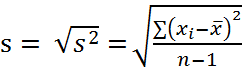 s = √s² = √(∑(xᵢ−x̄)²/(n−1))